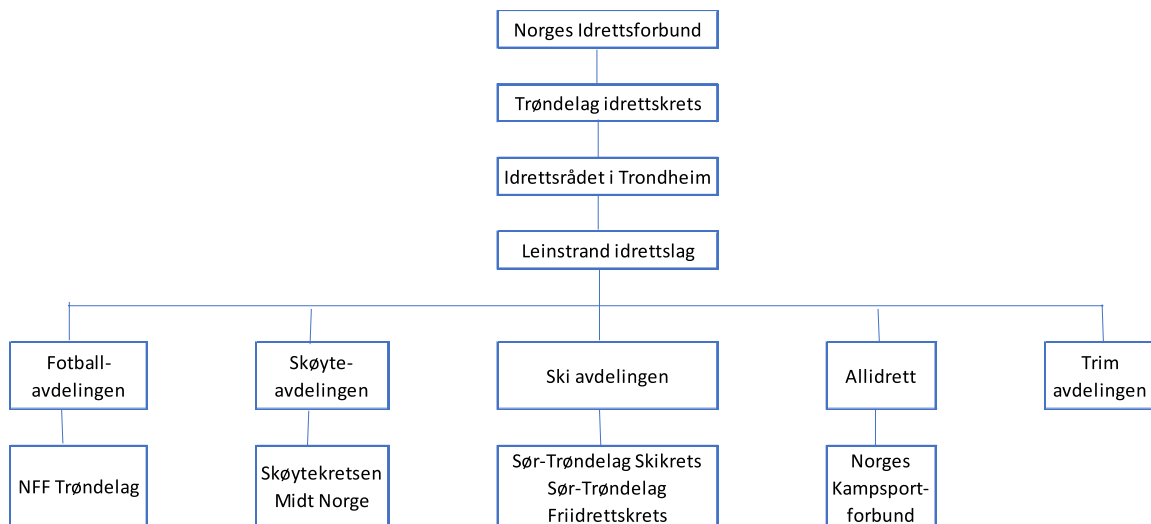 Norges Idrettsforbund
Trøndelag idrettskrets
Idrettsrådet i Trondheim
Leinstrand idrettslag
Fotball-
avdelingen
Skøyte-
avdelingen
Ski avdelingen
Allidrett
Trim
avdelingen
NFF Trøndelag
Skøytekretsen
Midt Norge
Sør-Trøndelag Skikrets
Sør-Trøndelag
Friidrettskrets
Norges
Kampsport-
forbund